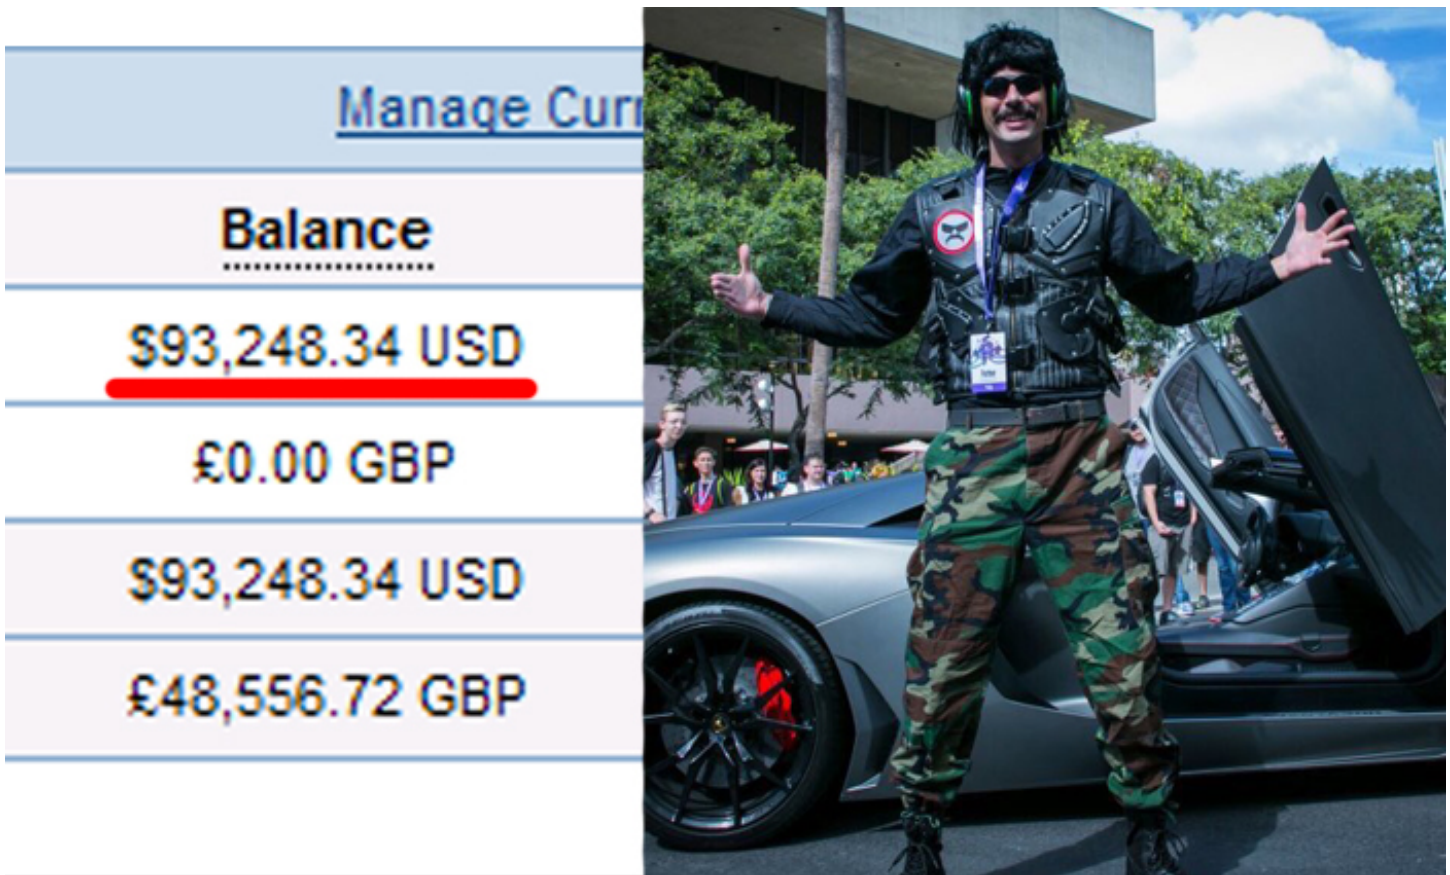 Manage Curr
Balance
$93,248.34 USD
£0.00 GBP
$93,248.34 USD
£48,556.72 GBP